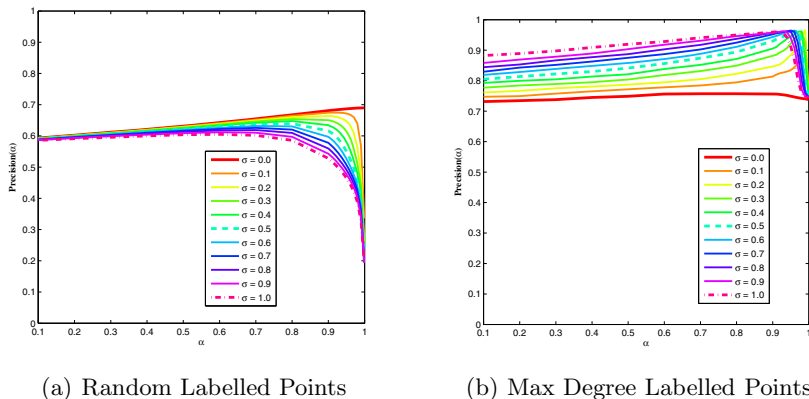 1
0.9
0.8
0.7
0.6
0.5
0.4
0.3
0.2
0.1
0
Precision(α)
σ = 0.0
σ = 0.1
σ = 0.2
σ = 0.3
σ = 0.4
σ = 0.5
σ = 0.6
σ = 0.7
σ = 0.8
σ = 0.9
σ = 1.0
0.1 0.2 0.3 0.4 0.5 0.6 0.7 0.8 0.9 1
α
(a) Random Labelled Points
1
0.9
0.8
0.7
0.6
0.5
0.4
0.3
0.2
0.1
0
Precision(α)
σ = 0.0
σ = 0.1
σ = 0.2
σ = 0.3
σ = 0.4
σ = 0.5
σ = 0.6
σ = 0.7
σ = 0.8
σ = 0.9
σ = 1.0
0.1 0.2 0.3 0.4 0.5 0.6 0.7 0.8 0.9 1
α
(b) Max Degree Labelled Points